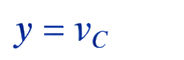 y = v_C